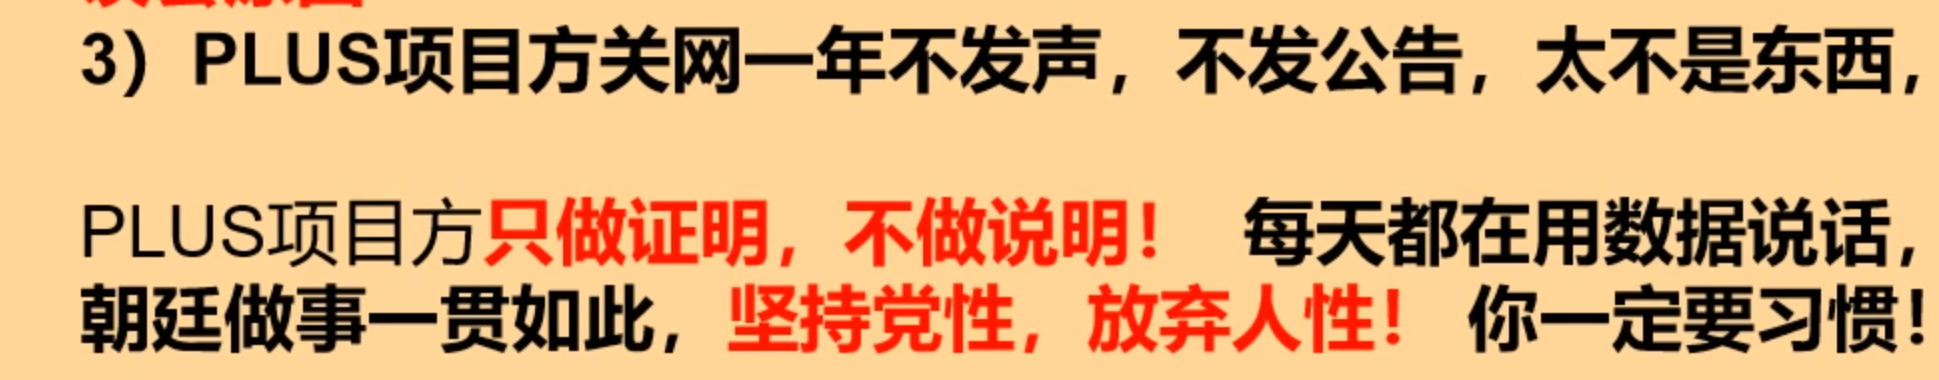 3）PLUS项目方关网一年不发声，不发公告，太不是东西，
PLUS项目方只做证明，不做说明！ 每天都在用数据说话，
朝廷做事一贯如此，坚持党性，放弃人性！ 你一定要习惯！